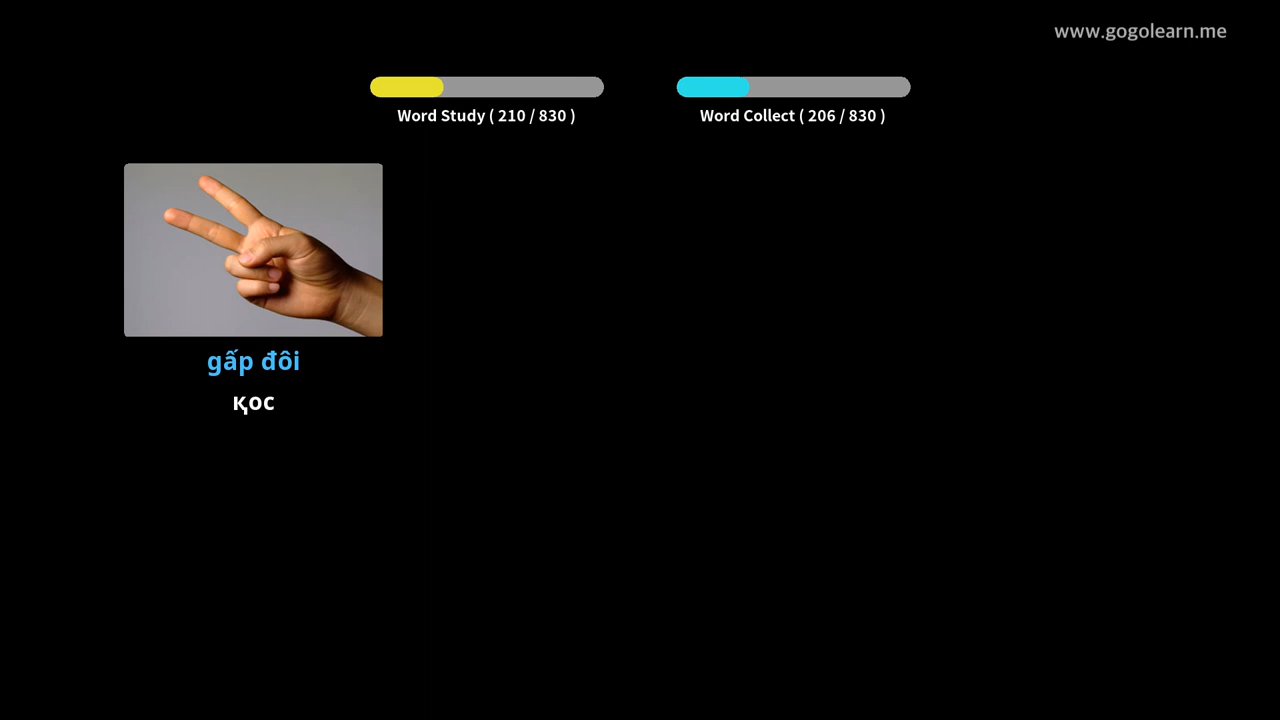 www.gogolearn.me
Word Study ( 210 / 830 )
Word Collect ( 206 / 830 )
gấp đôi
қос